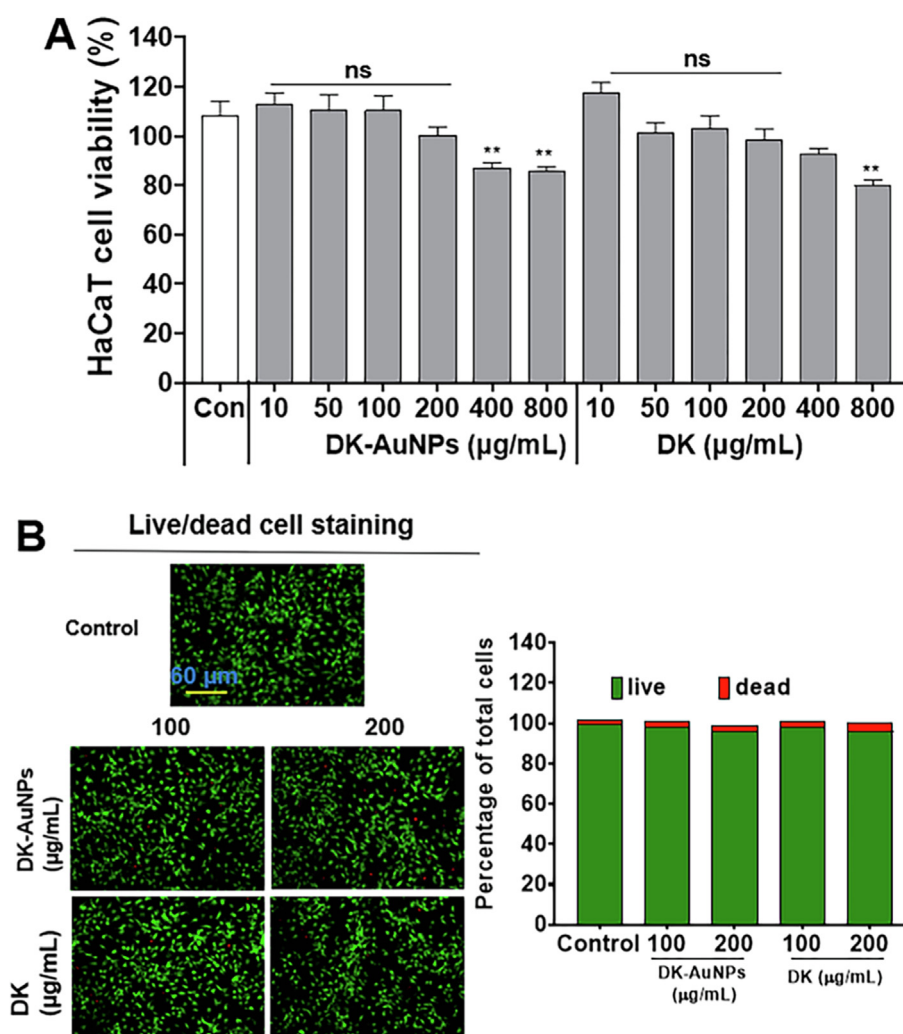 A
HaCaT cell viability (%)
140
120
100
80
60
40
20
0
ns
ns
** **
**
Con 10 50 100 200 400 800 10 50 100 200 400 800
DK-AuNPs (μg/mL) DK (μg/mL)
B
Live/dead cell staining
Control
60 μm
100 200
DK-AuNPs
(μg/mL)
DK
(μg/mL)
Percentage of total cells
140
120
100
80
60
40
20
0
live dead
Control 100 200 100 200
DK-AuNPs DK (μg/mL)
(μg/mL)